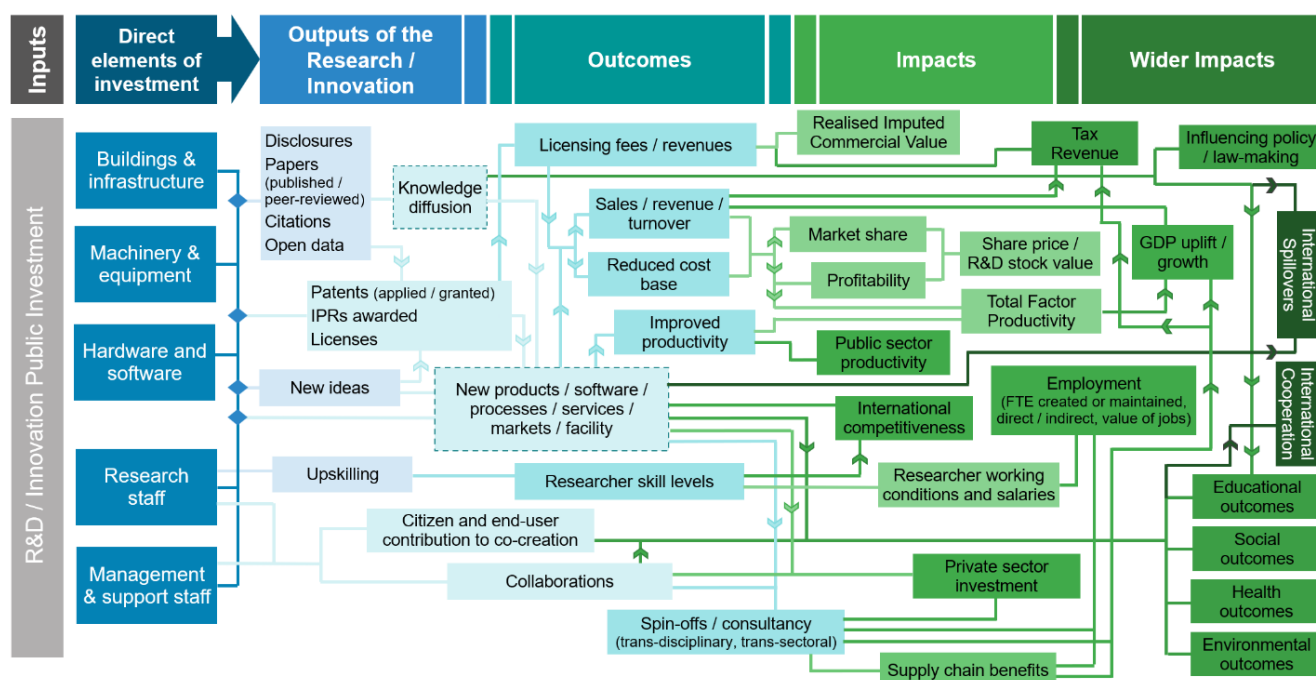 Inputs
Direct
elements of
investment
Outputs of the
Research /
Innovation
Outcomes
Impacts
Wider Impacts
R&D / Innovation Public Investment
Buildings &
infrastructure
Machinery &
equipment
Hardware and
software
Research
staff
Management
& support staff
Disclosures
Papers
(published /
peer-reviewed)
Citations
Open data
Knowledge
diffusion
Patents (applied / granted)
IPRs awarded
Licenses
New ideas
New products / software /
processes / services /
markets / facility
Upskilling
Citizen and end-user
contribution to co-creation
Collaborations
Licensing fees / revenues
Sales / revenue /
turnover
Reduced cost
base
Improved
productivity
Researcher skill levels
Spin-offs / consultancy
(trans-disciplinary, trans-sectoral)
Realised Imputed
Commercial Value
Market share
Profitability
Share price /
R&D stock value
Total Factor
Productivity
Public sector
productivity
International
competitiveness
Employment
(FTE created or maintained,
direct / indirect, value of jobs)
Researcher working
conditions and salaries
Private sector
investment
Supply chain benefits
Tax
Revenue
GDP uplift /
growth
Influencing policy
/ law-making
International
Spillovers
International
Cooperation
Educational
outcomes
Social
outcomes
Health
outcomes
Environmental
outcomes